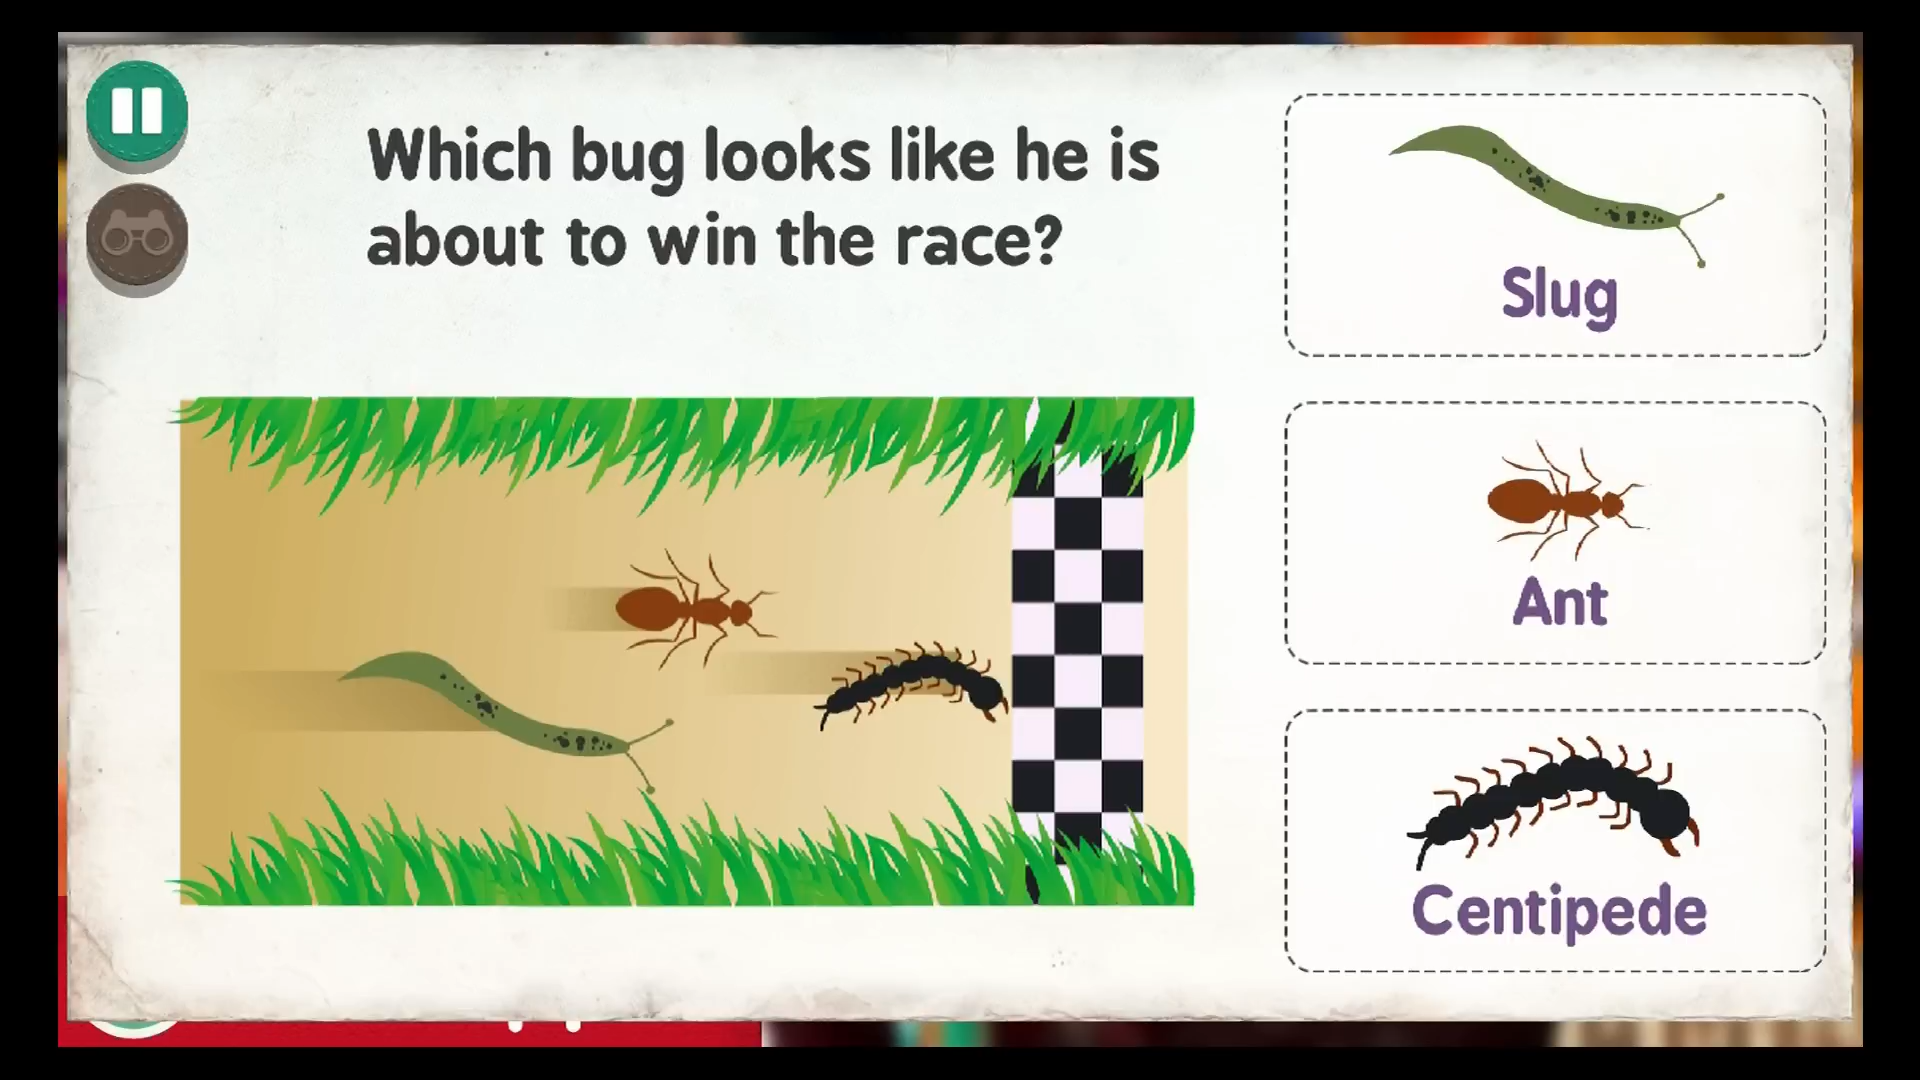 Which bug looks like he is
about to win the race?
Slug
Ant
Centipede